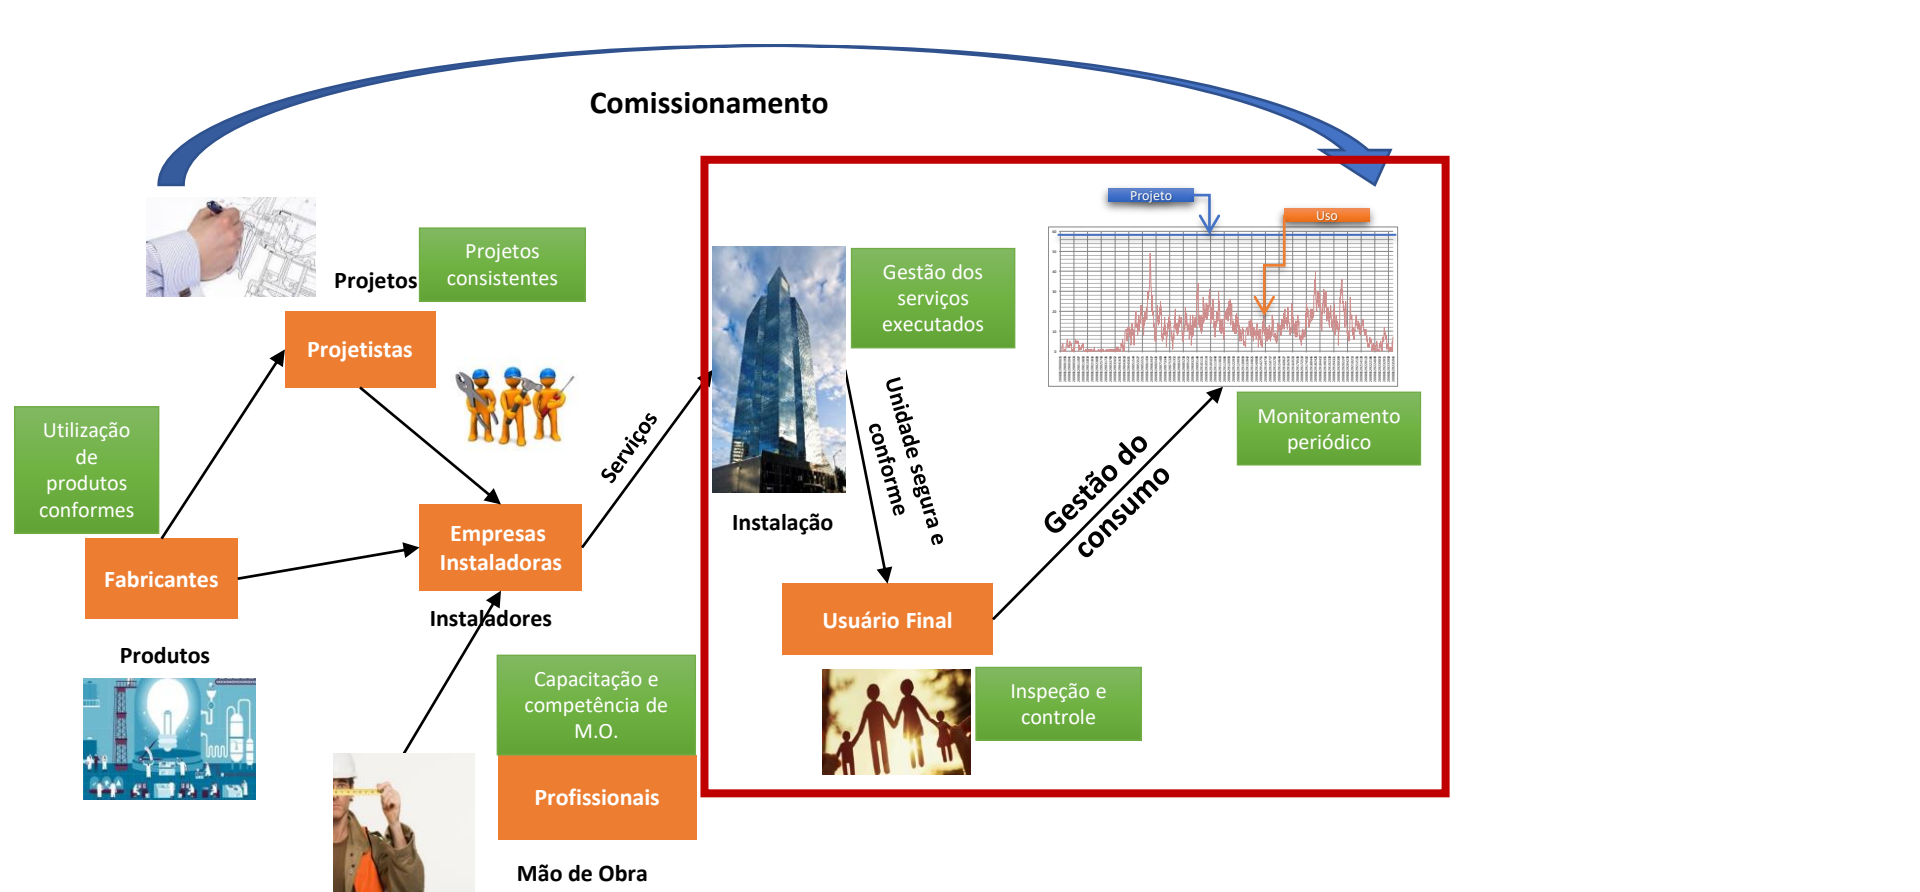 Comissionamento
Projetos
Projetos
consistentes
Projetistas
Utilização
de
produtos
conformes
Fabricantes
Produtos
Empresas
Instaladoras
Instaladores
Capacitação e
competência de
M.O.
Profissionais
Mão de Obra
Serviços
Instalação
Gestão dos
serviços
executados
Unidade segura e
conforme
Usuário Final
Inspeção e
controle
Gestão do
consumo
Projeto
Uso
Monitoramento
periódico